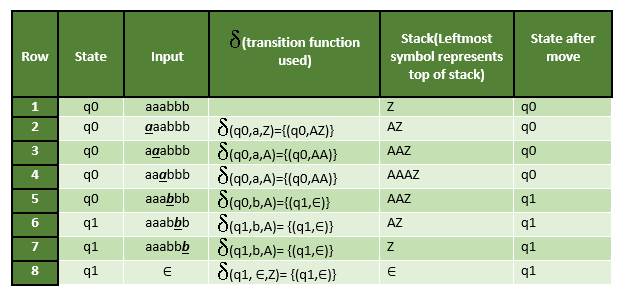 Row State Input δ(transition function used) Stack(Leftmost symbol represents top of stack) State after move
1 q0 aaabbb Z q0
2 q0 aaabbb δ(q0,a,Z)={(q0,AZ)} AZ q0
3 q0 aaabbb δ(q0,a,A)={(q0,AA)} AAZ q0
4 q0 aaabbb δ(q0,a,A)={(q0,AA)} AAAZ q0
5 q0 aaabbb δ(q0,b,A)={(q1,∈)} AAZ q1
6 q1 aaabbb δ(q1,b,A)= {(q1,∈)} AZ q1
7 q1 aaabbb δ(q1,b,A)= {(q1,∈)} Z q1
8 q1 ∈ δ(q1, ∈,Z)= {(q1,∈)} ∈ q1